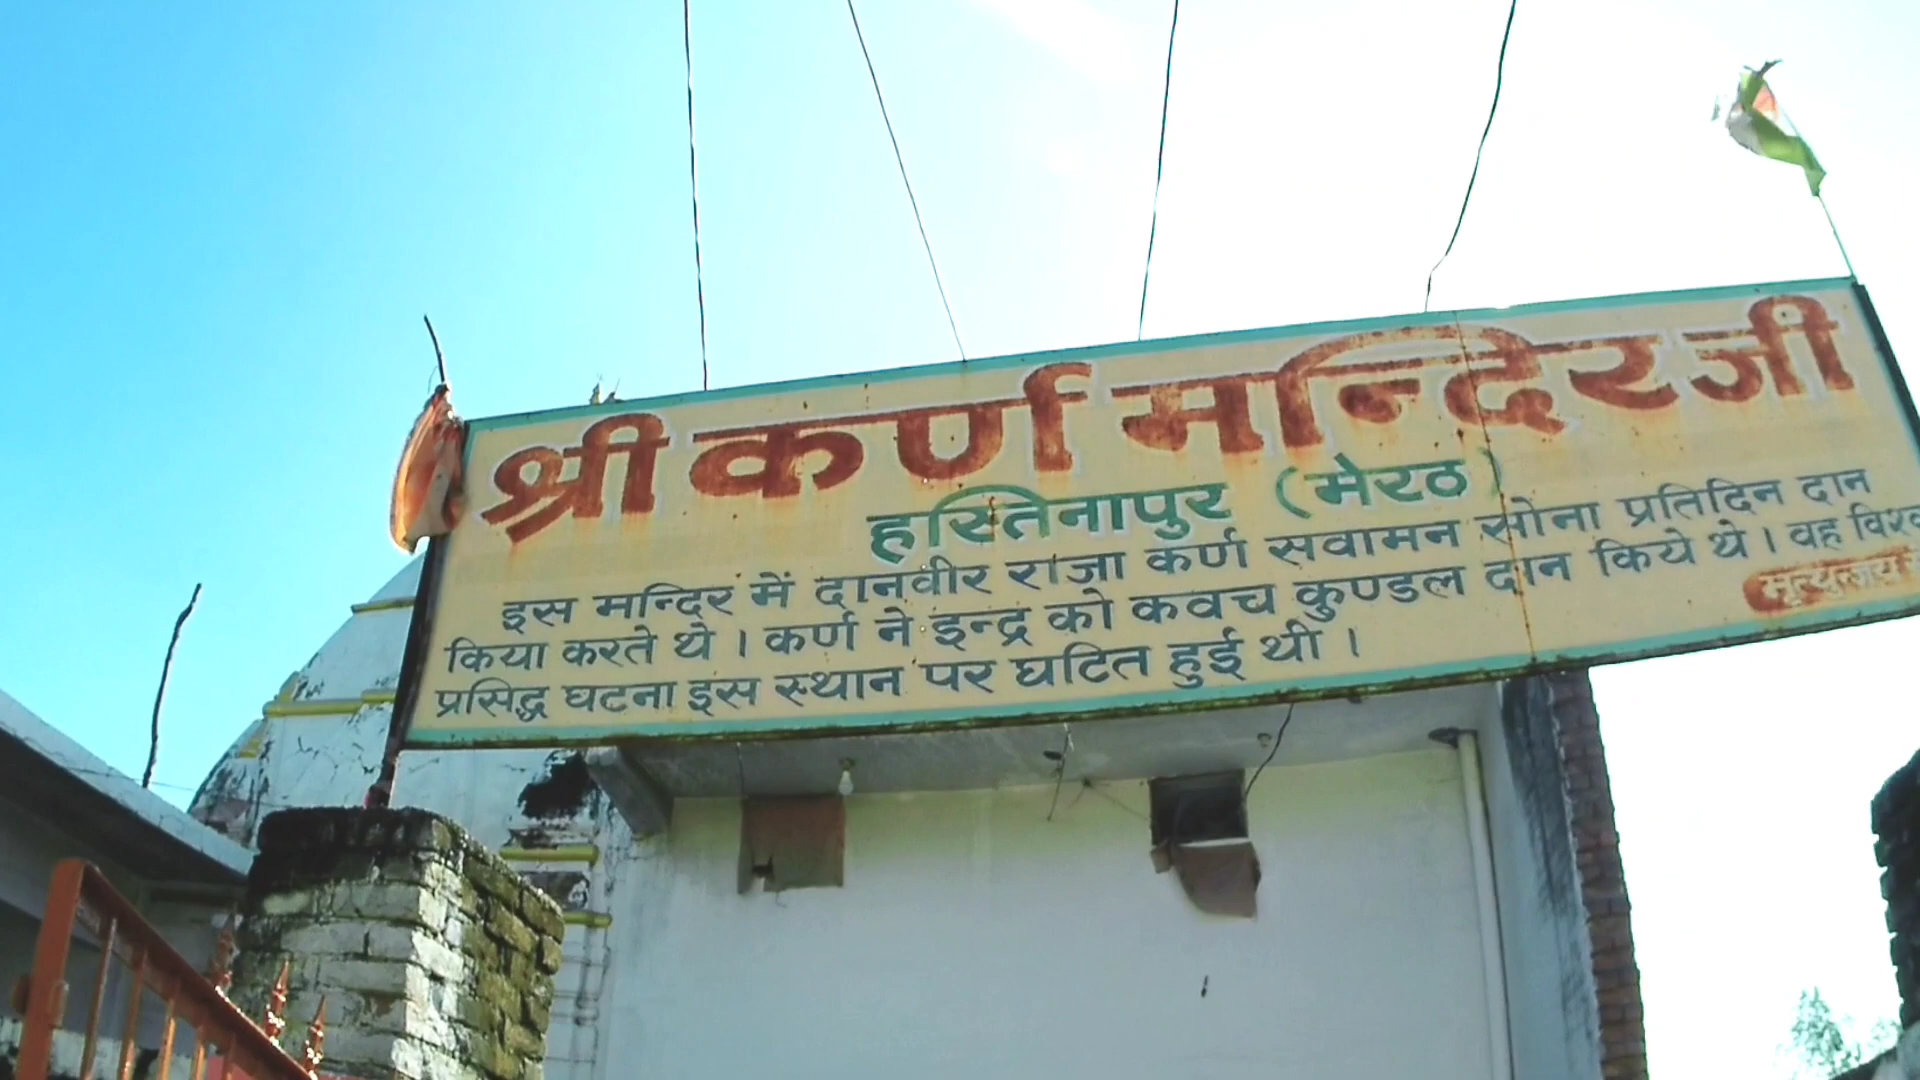 श्री कर्ण मन्दिर जी
हस्तिनापुर (मेरठ)
इस मन्दिर में दानवीर राजा कर्ण सवामन सोना प्रतिदिन दान
किया करते थे । कर्ण ने इन्द्र को कवच कुण्डल दान किये थे । वह
प्रसिद्ध घटना इस स्थान पर घटित हुई थी ।